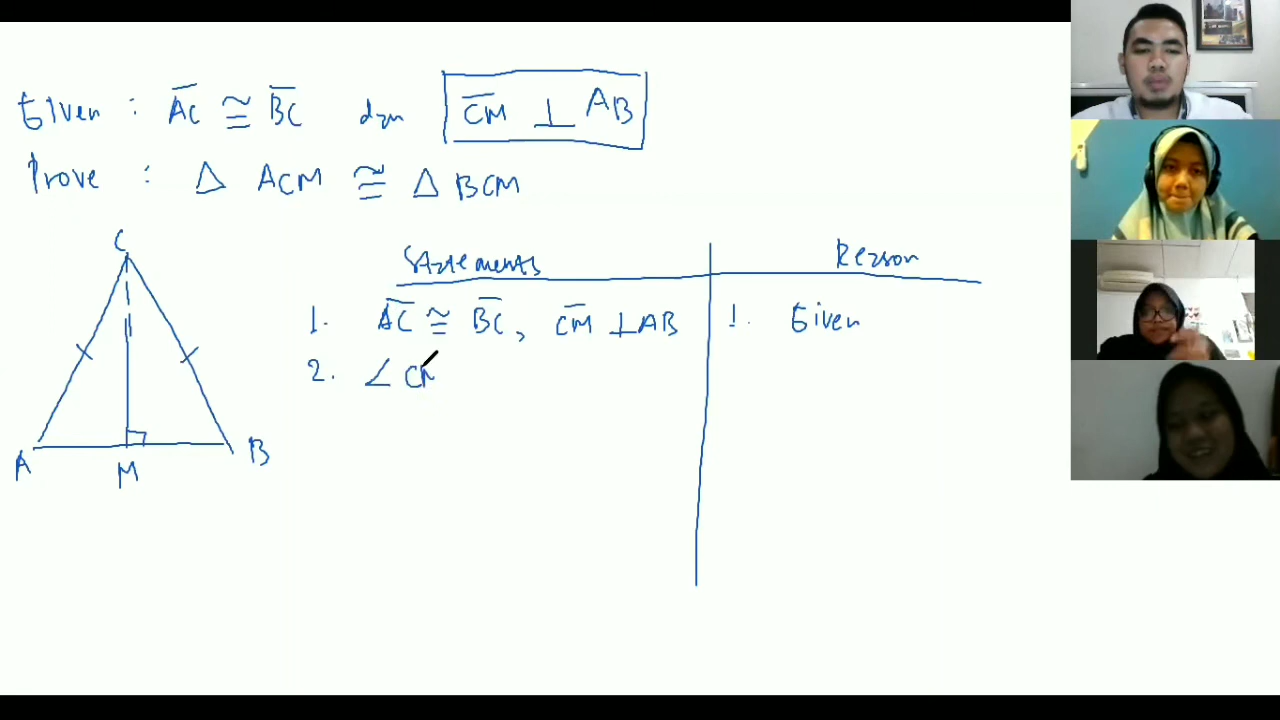 Given : AC ≅ BC dgn CM ⊥ AB
Prove : Δ ACM ≅ Δ BCM
C
A
M
B
Statements Reason
1. AC ≅ BC, CM ⊥ AB 1. Given
2. ∠ CM